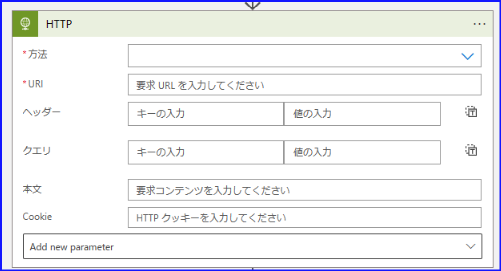 HTTP
* 方法
* URI 要求 URL を入力してください
ヘッダー キーの入力 値の入力
クエリ キーの入力 値の入力
本文 要求コンテンツを入力してください
Cookie HTTP クッキーを入力してください
Add new parameter